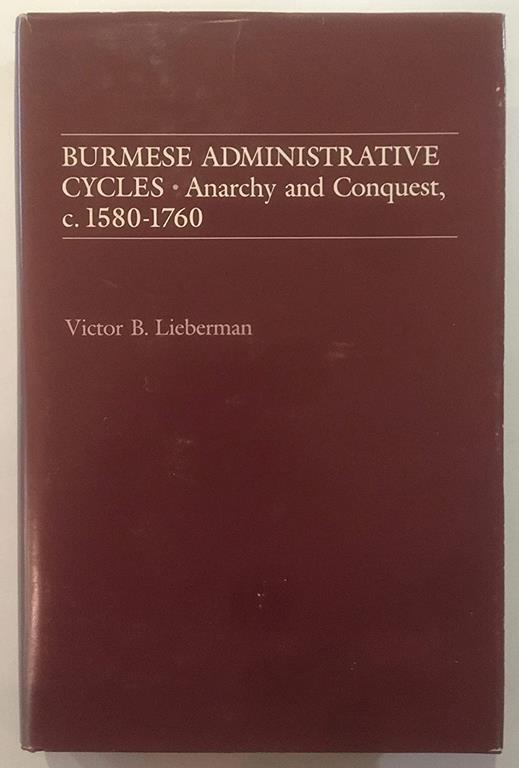 BURMESE ADMINISTRATIVE
CYCLES • Anarchy and Conquest,
c. 1580-1760
Victor B. Lieberman